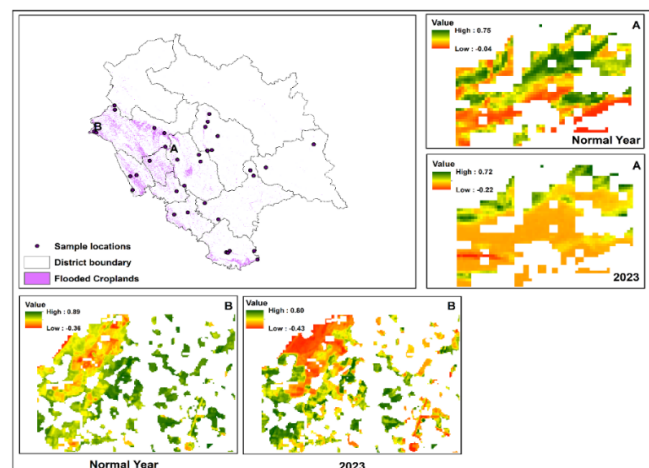 B
A
Sample locations
District boundary
Flooded Croplands
Value
High : 0.75
Low : -0.04
A
Normal Year
Value
High : 0.72
Low : -0.22
A
2023
Value
High : 0.89
Low : -0.36
B
Normal Year
Value
High : 0.60
Low : -0.43
B
2023